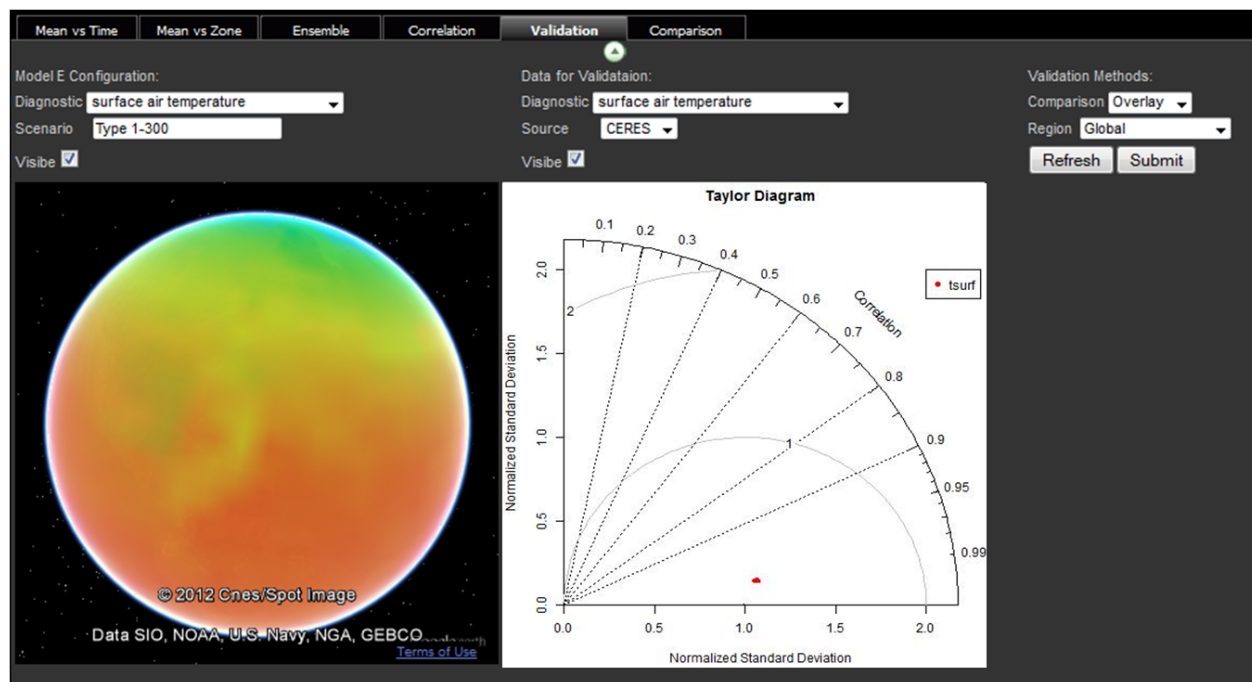 Mean vs Time Mean vs Zone Ensemble Correlation Validation Comparison
Model E Configuration: Data for Validataion: Validation Methods:
Diagnostic surface air temperature Diagnostic surface air temperature Comparison Overlay
Scenario Type 1-300 Source CERES Region Global
Visibe Visibe Refresh Submit
Taylor Diagram
0.1 0.2 0.3 0.4 0.5 0.6 0.7 0.8 0.9 0.95 0.99
Correlation
tsurf
2
1
Normalized Standard Deviation
2.0
1.5
1.0
0.5
0.0
0.0 0.5 1.0 1.5 2.0
Normalized Standard Deviation
© 2012 Cnes/Spot Image
Data SIO, NOAA, U.S. Navy, NGA, GEBCO
Terms of Use